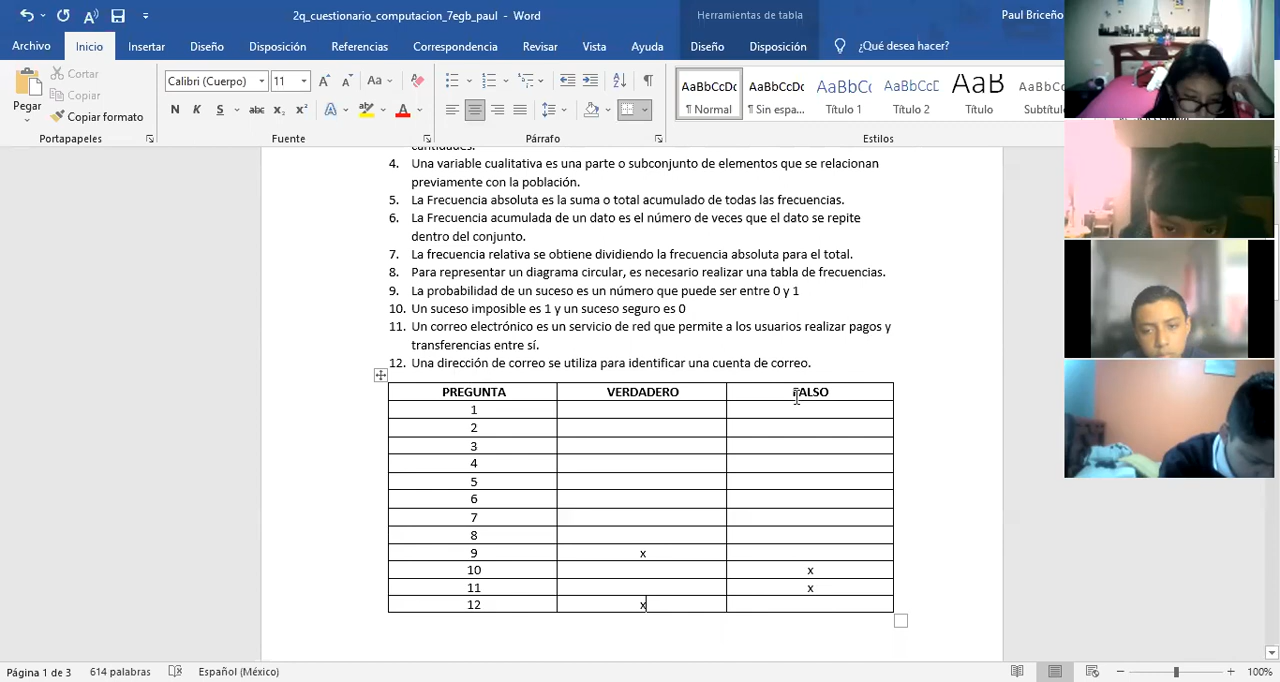 2q_cuestionario_computacion_7egb_paul - Word
Herramientas de tabla
Paul Briceño
Archivo Inicio Insertar Diseño Disposición Referencias Correspondencia Revisar Vista Ayuda Diseño Disposición ¿Qué desea hacer?
Pegar
Cortar
Copiar
Copiar formato
Portapapeles
Calibri (Cuerpo) 11
N K S abc x₂ x²
Fuente
Párrafo
AaBbCcDc AaBbCcDc AaBbC AaBbCcE AaB AaBbCc
¶ Normal ¶ Sin espa... Título 1 Título 2 Título Subtítul
Estilos
cantidades.
4. Una variable cualitativa es una parte o subconjunto de elementos que se relacionan
previamente con la población.
5. La Frecuencia absoluta es la suma o total acumulado de todas las frecuencias.
6. La Frecuencia acumulada de un dato es el número de veces que el dato se repite
dentro del conjunto.
7. La frecuencia relativa se obtiene dividiendo la frecuencia absoluta para el total.
8. Para representar un diagrama circular, es necesario realizar una tabla de frecuencias.
9. La probabilidad de un suceso es un número que puede ser entre 0 y 1
10. Un suceso imposible es 1 y un suceso seguro es 0
11. Un correo electrónico es un servicio de red que permite a los usuarios realizar pagos y
transferencias entre sí.
12. Una dirección de correo se utiliza para identificar una cuenta de correo.
PREGUNTA VERDADERO FALSO
1
2
3
4
5
6
7
8
9 x
10 x
11 x
12 x
Página 1 de 3 614 palabras Español (México) 100%